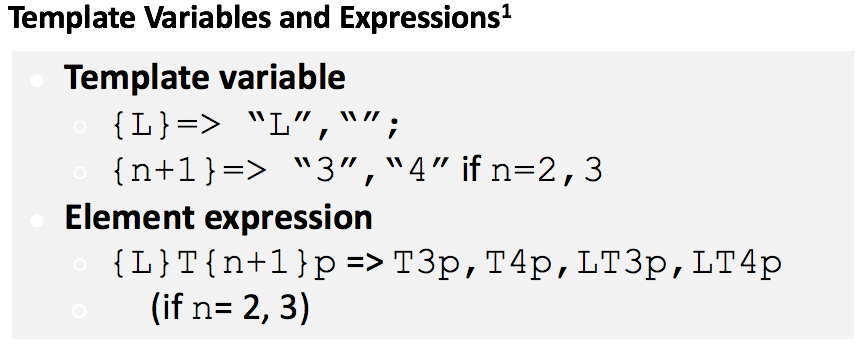 Template Variables and Expressions¹
Template variable
{L}=> “L”,“”;
{n+1}=> “3”,“4” if n=2,3
Element expression
{L}T{n+1}p => T3p,T4p,LT3p,LT4p
(if n= 2, 3)